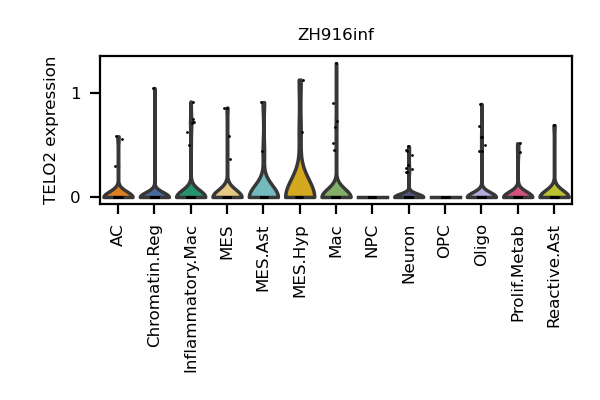 ZH916inf
TELO2 expression
1
0
AC
Chromatin.Reg
Inflammatory.Mac
MES
MES.Ast
MES.Hyp
Mac
NPC
Neuron
OPC
Oligo
Prolif.Metab
Reactive.Ast